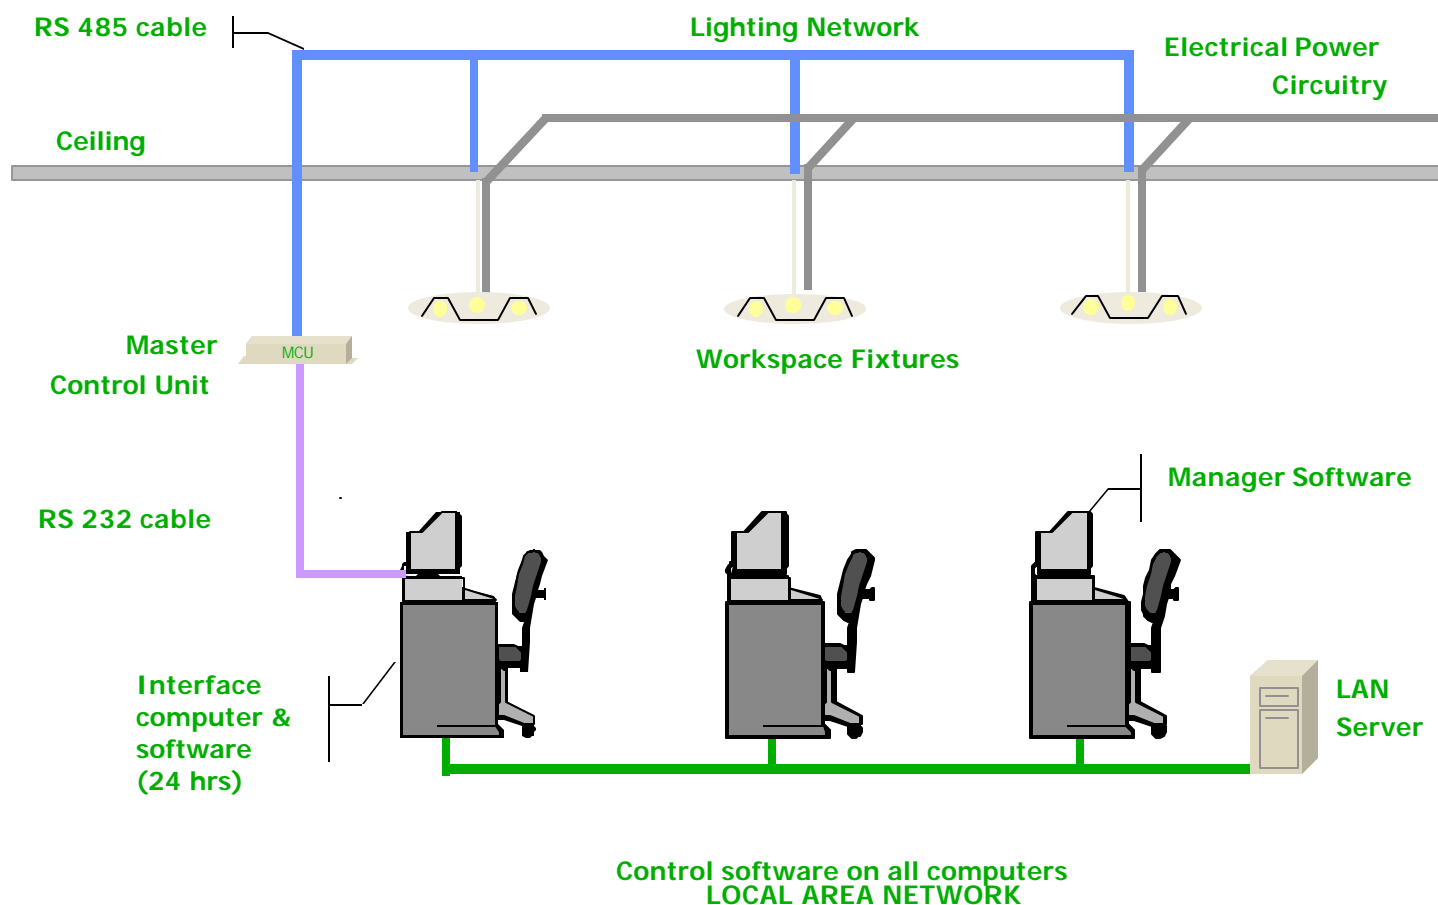 RS 485 cable
Lighting Network
Electrical Power
Circuitry
Ceiling
Master
Control Unit
MCU
Workspace Fixtures
RS 232 cable
Manager Software
Interface
computer &
software
(24 hrs)
LAN
Server
Control software on all computers
LOCAL AREA NETWORK